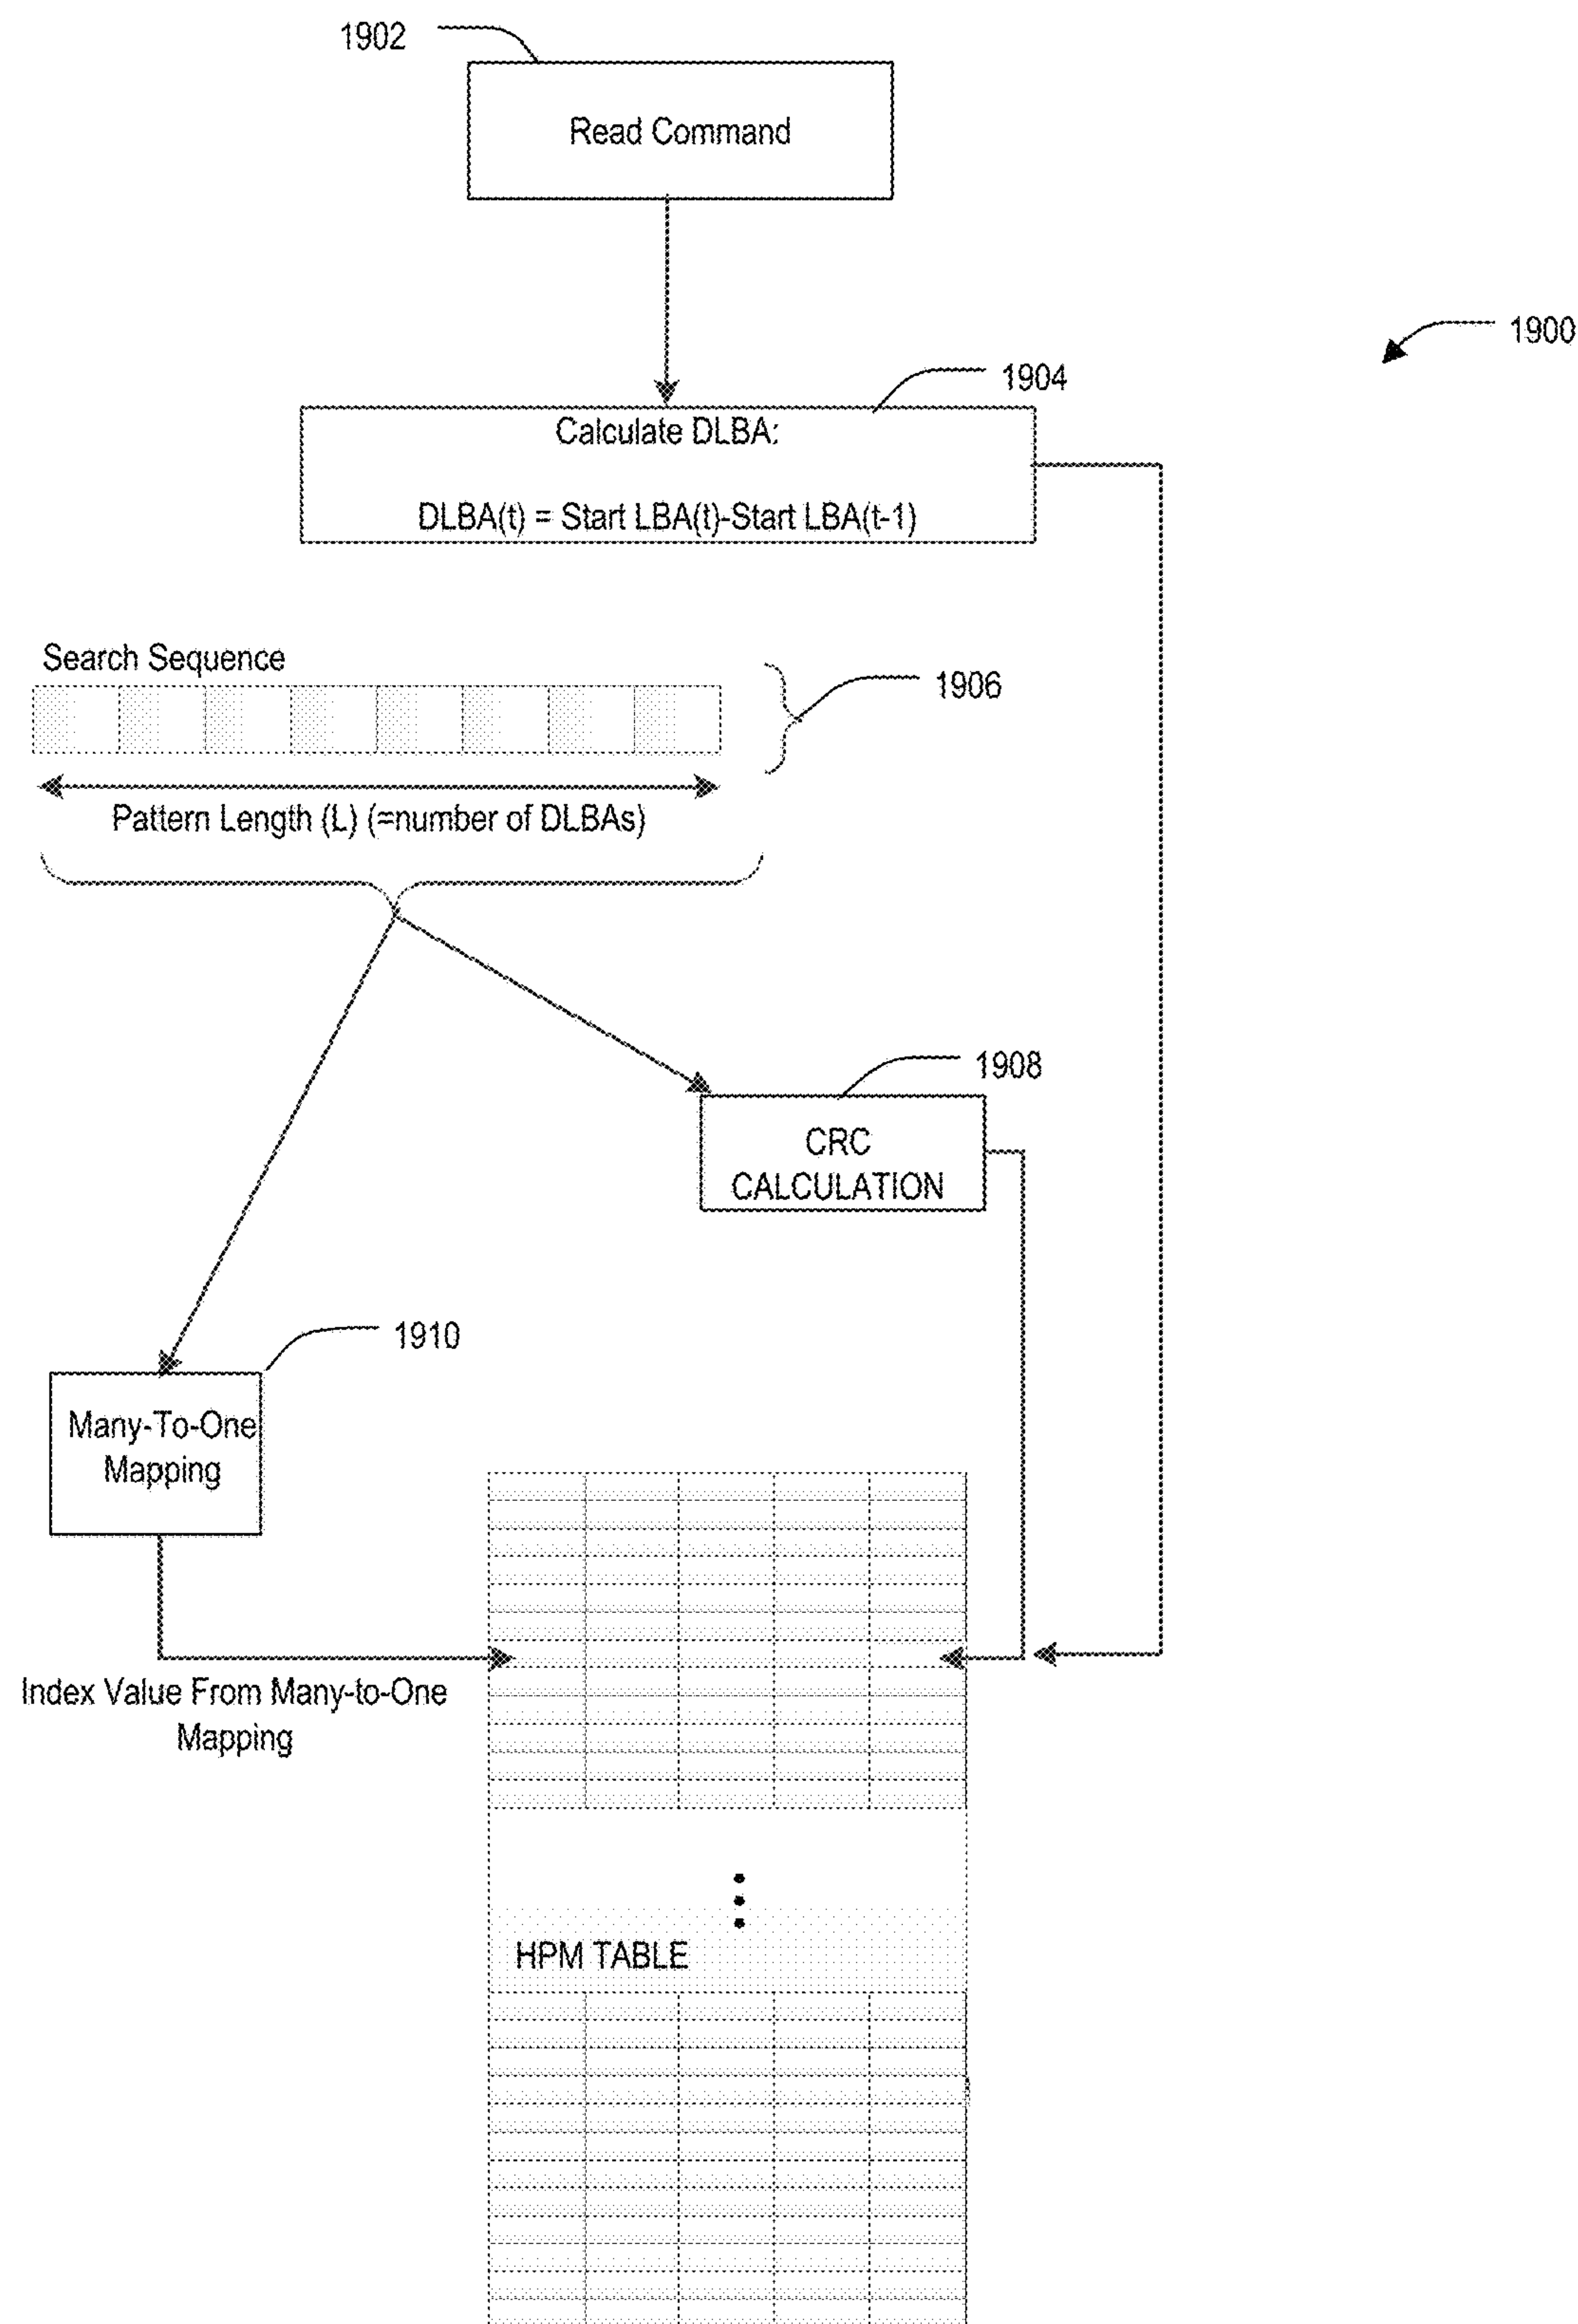 1902
Read Command
1900
1904
Calculate DLBA:
DLBA(t) = Start LBA(t)-Start LBA(t-1)
Search Sequence
1906
Pattern Length (L) (=number of DLBAs)
1908
CRC
CALCULATION
1910
Many-To-One
Mapping
Index Value From Many-to-One
Mapping
HPM TABLE